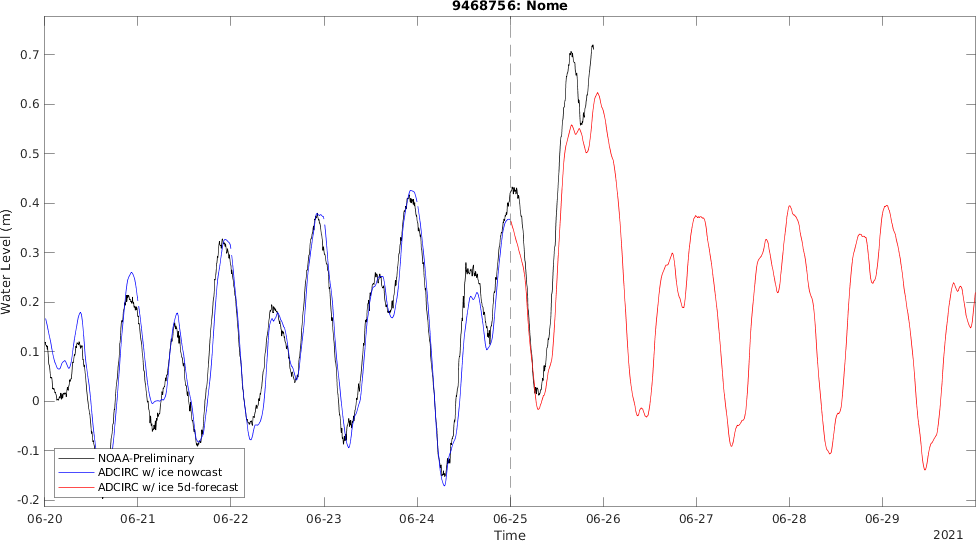 9468756: Nome
Water Level (m)
0.7
0.6
0.5
0.4
0.3
0.2
0.1
0
-0.1
-0.2
NOAA-Preliminary
ADCIRC w/ ice nowcast
ADCIRC w/ ice 5d-forecast
06-20 06-21 06-22 06-23 06-24 06-25 06-26 06-27 06-28 06-29
Time
2021